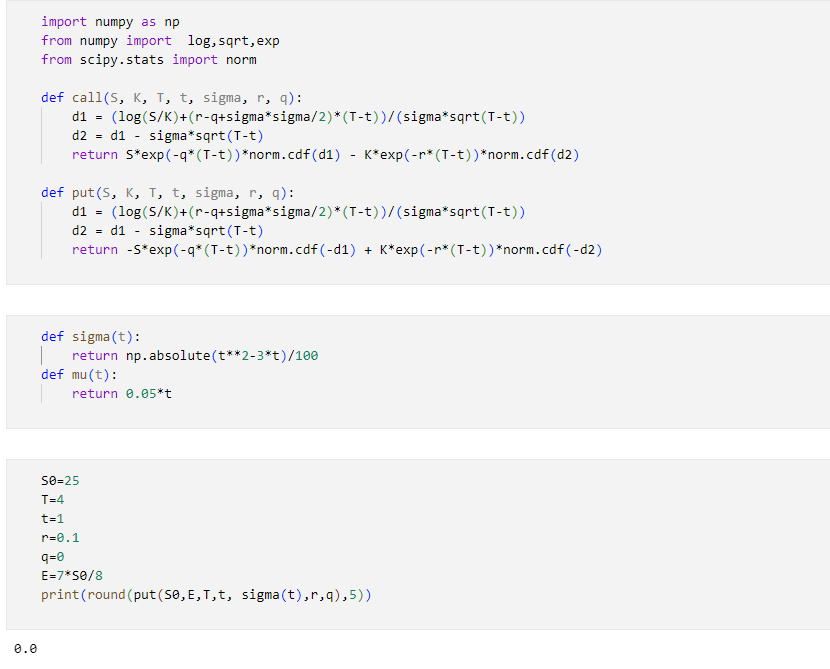 import numpy as np
from numpy import  log,sqrt,exp
from scipy.stats import norm
def call(S, K, T, t, sigma, r, q):
    d1 = (log(S/K)+(r-q+sigma*sigma/2)*(T-t))/(sigma*sqrt(T-t))
    d2 = d1 - sigma*sqrt(T-t)
    return S*exp(-q*(T-t))*norm.cdf(d1) - K*exp(-r*(T-t))*norm.cdf(d2)
def put(S, K, T, t, sigma, r, q):
    d1 = (log(S/K)+(r-q+sigma*sigma/2)*(T-t))/(sigma*sqrt(T-t))
    d2 = d1 - sigma*sqrt(T-t)
    return -S*exp(-q*(T-t))*norm.cdf(-d1) + K*exp(-r*(T-t))*norm.cdf(-d2)
def sigma(t):
    return np.absolute(t**2-3*t)/100
def mu(t):
    return 0.05*t
S0=25
T=4
t=1
r=0.1
q=0
E=7*S0/8
print(round(put(S0,E,T,t, sigma(t),r,q),5))
0.0